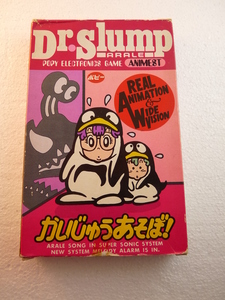 Dr.Slump
ARALE
POPY ELECTRONICS GAME ANIMEST
REAL
ANIMATION
&
WIDE
VISION
かいじゅうあそぼ!
ARALE SONG IN SUPER SONIC SYSTEM
NEW SYSTEM MELODY ALARM IS IN.